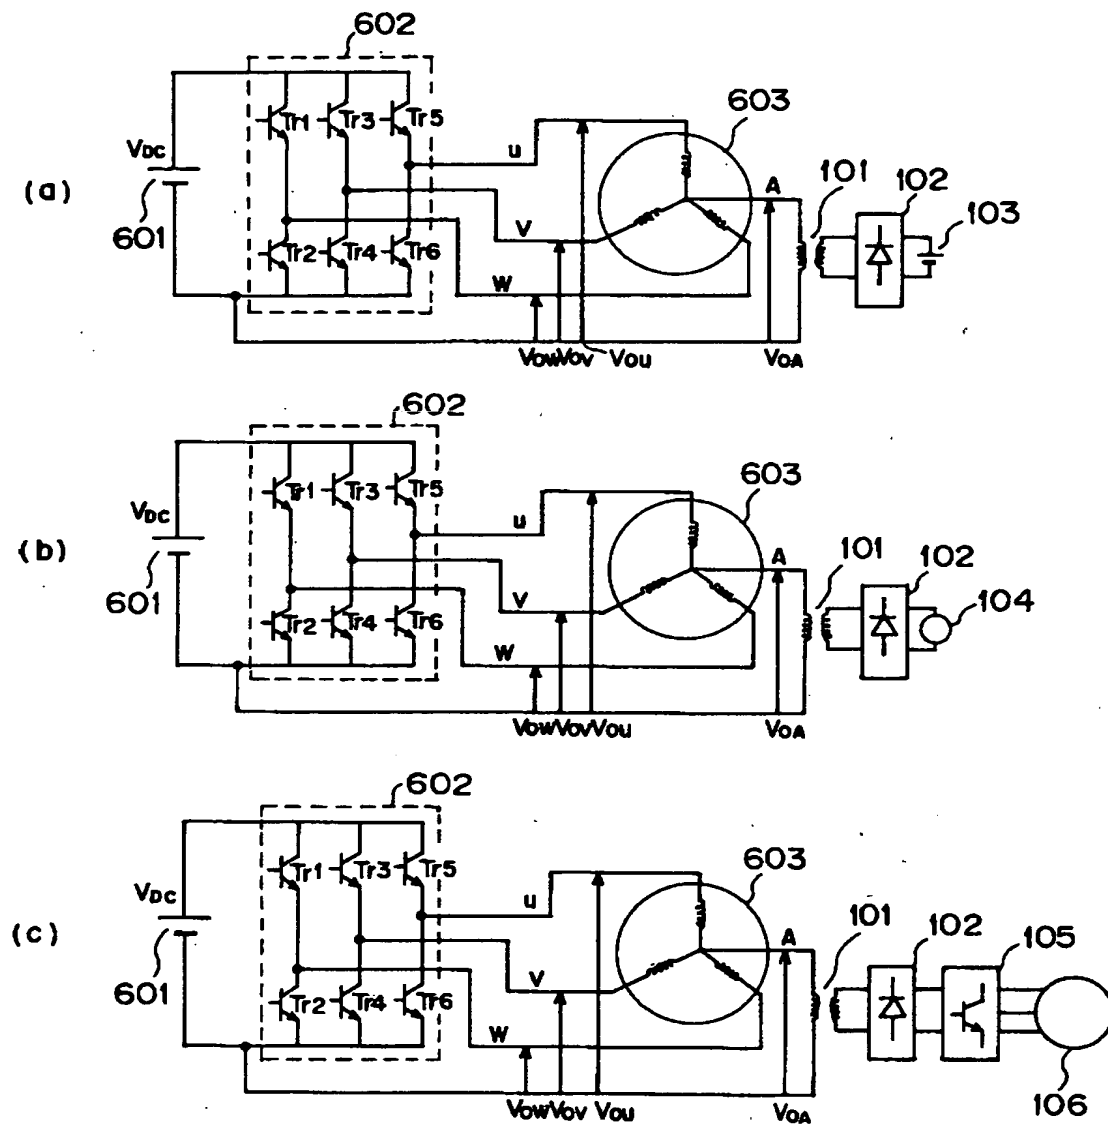 (a)
602
VDC
601
Tr1
Tr3
Tr5
Tr2
Tr4
Tr6
u
V
W
603
A
101
102
103
VOW
VOV
VOU
VOA
(b)
602
VDC
601
Tr1
Tr3
Tr5
Tr2
Tr4
Tr6
u
V
W
603
A
101
102
104
VOW
VOV
VOU
VOA
(c)
602
VDC
601
Tr1
Tr3
Tr5
Tr2
Tr4
Tr6
u
V
W
603
A
101
102
105
106
VOW
VOV
VOU
VOA